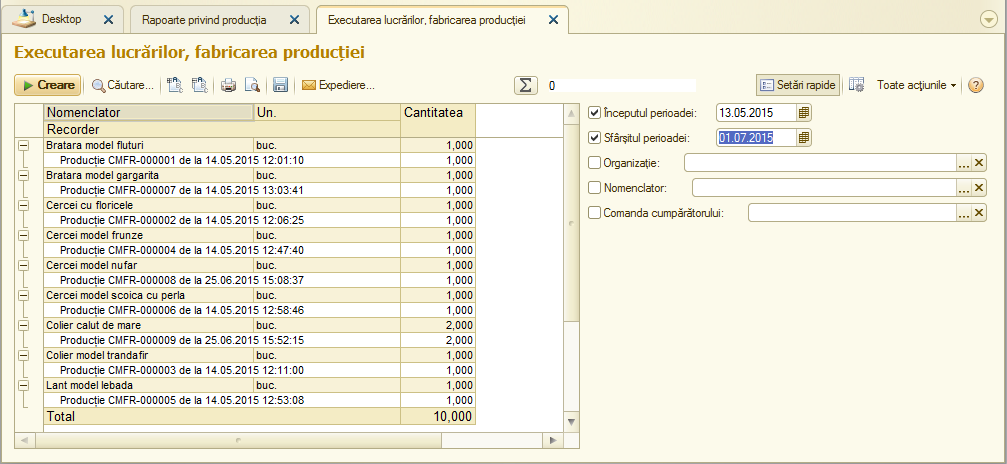 Desktop
Rapoarte privind producția
Executarea lucrărilor, fabricarea producției
Executarea lucrărilor, fabricarea producției
Creare Căutare... Expediere... Σ 0 Setări rapide Toate acțiunile ?
Nomenclator Un. Cantitatea
Recorder
Bratara model fluturi buc. 1,000
Producție CMFR-000001 de la 14.05.2015 12:01:10 1,000
Bratara model gargarita buc. 1,000
Producție CMFR-000007 de la 14.05.2015 13:03:41 1,000
Cercei cu floricele buc. 1,000
Producție CMFR-000002 de la 14.05.2015 12:06:25 1,000
Cercei model frunze buc. 1,000
Producție CMFR-000004 de la 14.05.2015 12:47:40 1,000
Cercei model nufar buc. 1,000
Producție CMFR-000008 de la 25.06.2015 15:08:37 1,000
Cercei model scoica cu perla buc. 1,000
Producție CMFR-000006 de la 14.05.2015 12:58:46 1,000
Colier calut de mare buc. 2,000
Producție CMFR-000009 de la 25.06.2015 15:52:15 2,000
Colier model trandafir buc. 1,000
Producție CMFR-000003 de la 14.05.2015 12:11:00 1,000
Lant model lebada buc. 1,000
Producție CMFR-000005 de la 14.05.2015 12:53:08 1,000
Total 10,000
Începutul perioadei: 13.05.2015
Sfârșitul perioadei: 01.07.2015
Organizație: ...
Nomenclator: ...
Comanda cumpărătorului: ...